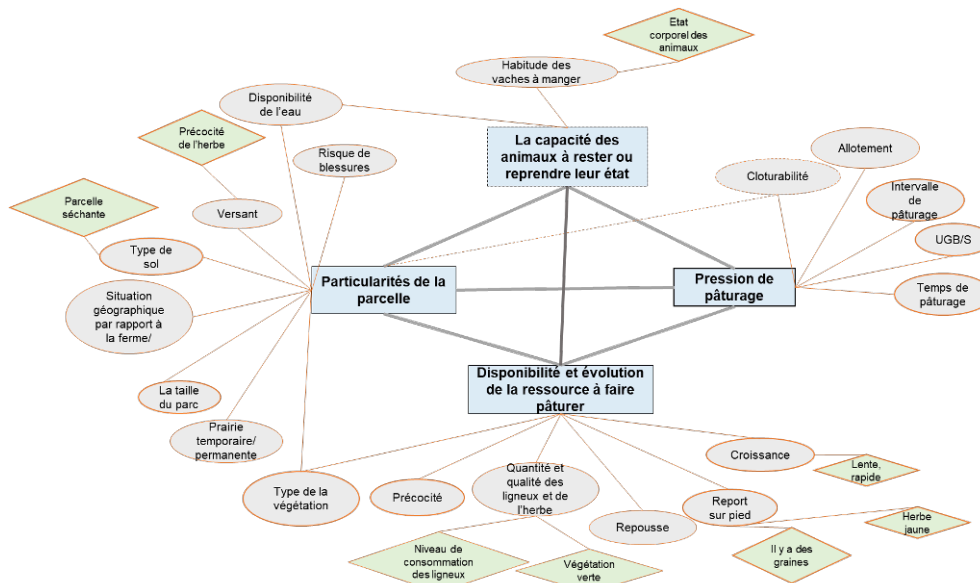 Etat
corporel des
animaux
Habitude des
vaches à manger
Disponibilité
de l'eau
Précocité
de l'herbe
La capacité des
animaux à rester ou
reprendre leur état
Risque de
blessures
Allotement
Cloturabilité
Intervalle
de
pâturage
Parcelle
séchante
Versant
UGB/S
Type de
sol
Particularités de la
parcelle
Pression de
pâturage
Temps de
pâturage
Situation
géographique
par rapport à
la ferme/
Disponibilité et évolution
de la ressource à faire
pâturer
La taille
du parc
Prairie
temporaire/
permanente
Croissance
Lente,
rapide
Type de la
végétation
Précocité
Quantité et
qualité des
ligneux et de
l'herbe
Repousse
Report
sur pied
Herbe
jaune
Niveau de
consommation
des ligneux
Végétation
verte
Il y a des
graines